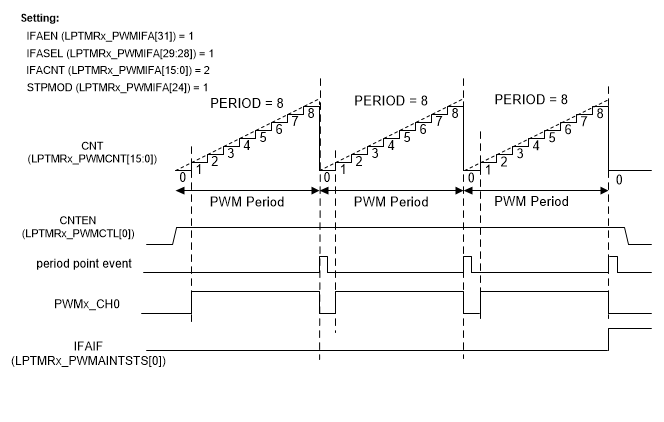 Setting:
IFAEN (LPTMRx_PWMIFA[31]) = 1
IFASEL (LPTMRx_PWMIFA[29:28]) = 1
IFACNT (LPTMRx_PWMIFA[15:0]) = 2
STPMOD (LPTMRx_PWMIFA[24]) = 1
PERIOD = 8 PERIOD = 8 PERIOD = 8
CNT
(LPTMRx_PWMCNT[15:0])
0 1 2 3 4 5 6 7 8 0 1 2 3 4 5 6 7 8 0 1 2 3 4 5 6 7 8 0
PWM Period PWM Period PWM Period
CNTEN
(LPTMRx_PWMCTL[0])
period point event
PWMx_CH0
IFAIF
(LPTMRx_PWMAINTSTS[0])